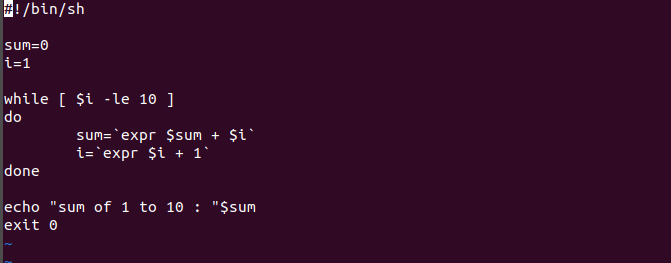 #!/bin/sh

sum=0
i=1

while [ $i -le 10 ]
do
        sum=`expr $sum + $i`
        i=`expr $i + 1`
done

echo "sum of 1 to 10 : "$sum
exit 0
~
~